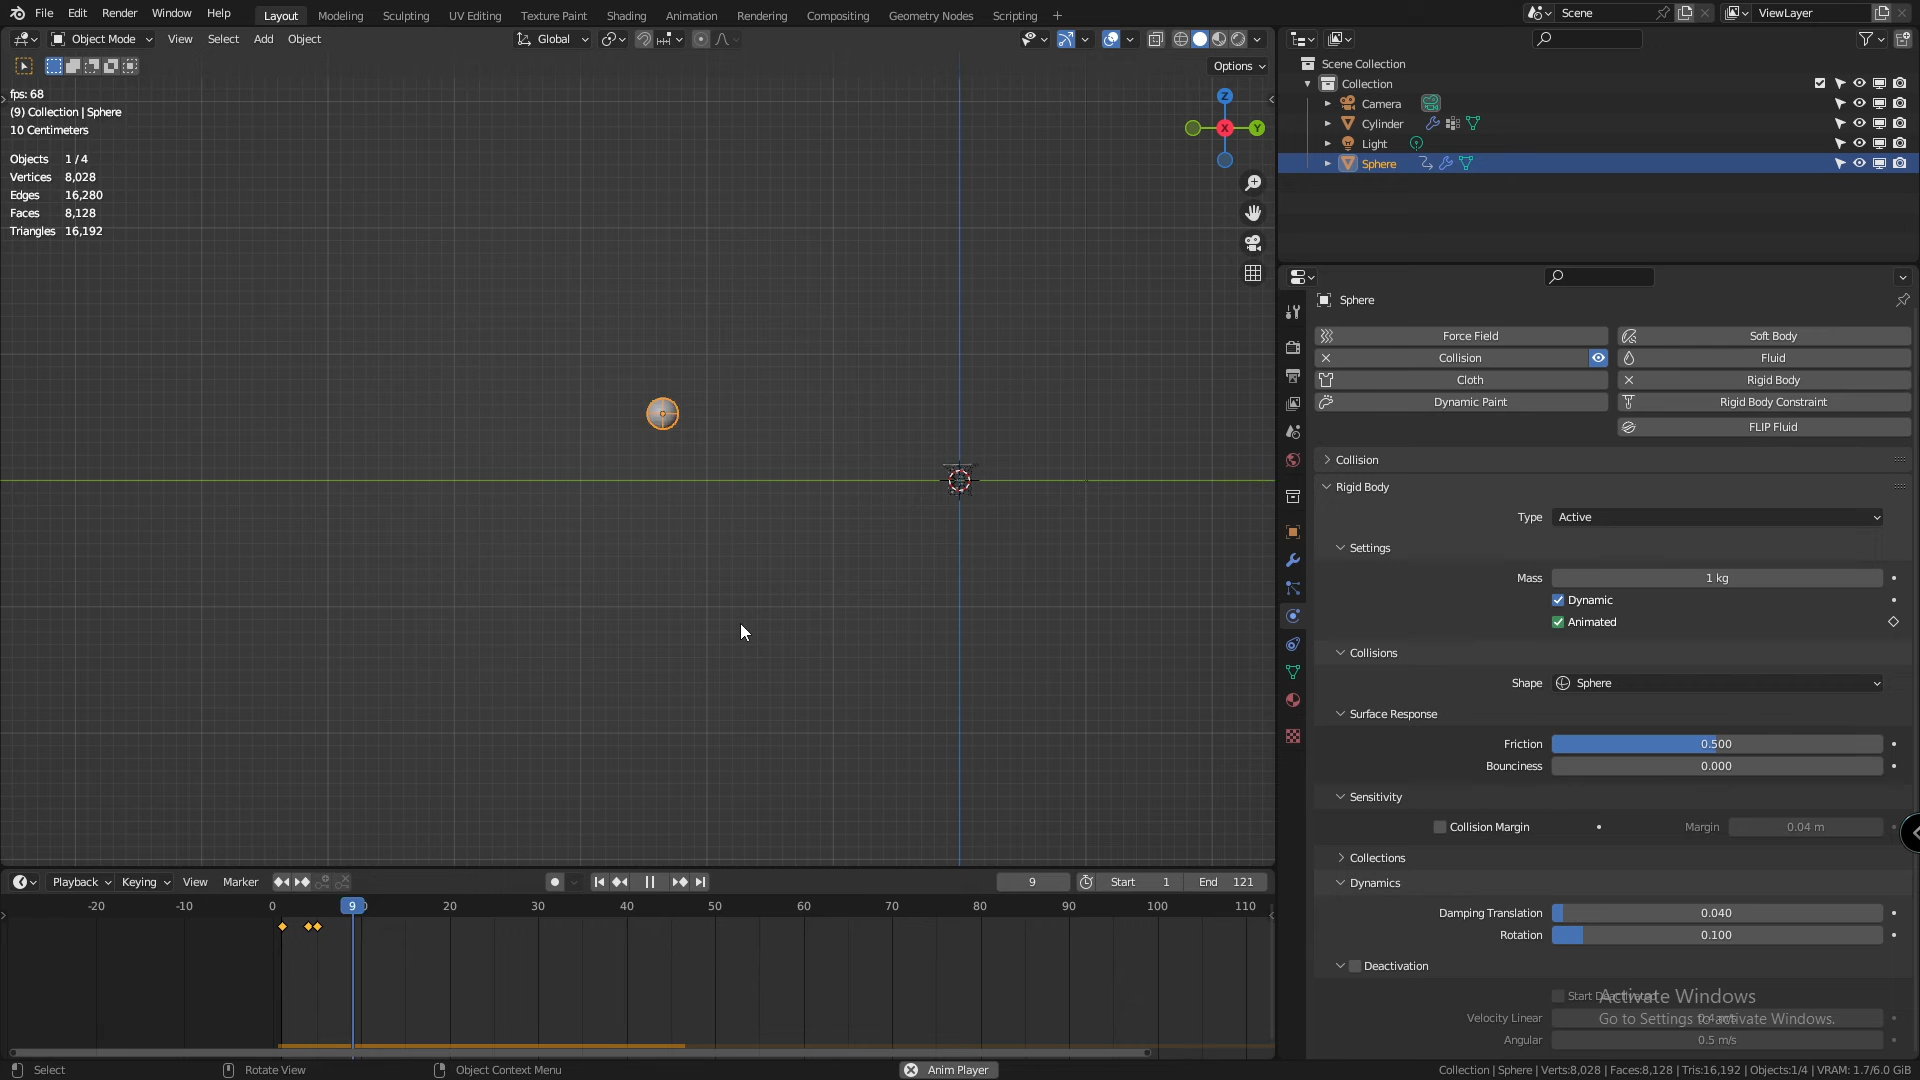 File Edit Render Window Help Layout Modeling Sculpting UV Editing Texture Paint Shading Animation Rendering Compositing Geometry Nodes Scripting + Scene ViewLayer
Object Mode View Select Add Object Global
Options
fps: 68
(9) Collection | Sphere
10 Centimeters
Objects 1 / 4
Vertices 8,028
Edges 16,280
Faces 8,128
Triangles 16,192
Z
X
Y
Scene Collection
Collection
Camera
Cylinder
Light
Sphere
Sphere
Force Field Soft Body
Collision Fluid
Cloth Rigid Body
Dynamic Paint Rigid Body Constraint
FLIP Fluid
Collision
Rigid Body
Type Active
Settings
Mass 1 kg
Dynamic
Animated
Collisions
Shape Sphere
Surface Response
Friction 0.500
Bounciness 0.000
Sensitivity
Collision Margin Margin 0.04 m
Collections
Dynamics
Damping Translation 0.040
Rotation 0.100
Deactivation
Activate Windows
Velocity Linear
Go to Settings to activate Windows.
Angular 0.5 m/s
Playback Keying View Marker 9 Start 1 End 121
-20 -10 0 9 20 30 40 50 60 70 80 90 100 110
Select Rotate View Object Context Menu Anim Player Collection | Sphere | Verts:8,028 | Faces:8,128 | Tris:16,192 | Objects:1/4 | VRAM: 1.7/6.0 GiB